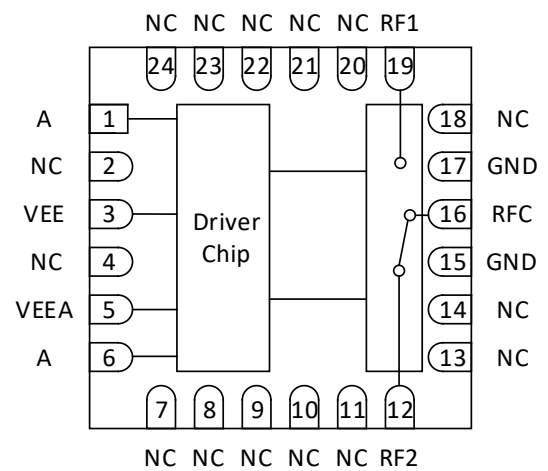 NC NC NC NC NC RF1
24 23 22 21 20 19
A 1 18 NC
NC 2 17 GND
VEE 3 Driver 16 RFC
Chip
NC 4 15 GND
VEEA 5 14 NC
A 6 13 NC
7 8 9 10 11 12
NC NC NC NC NC RF2